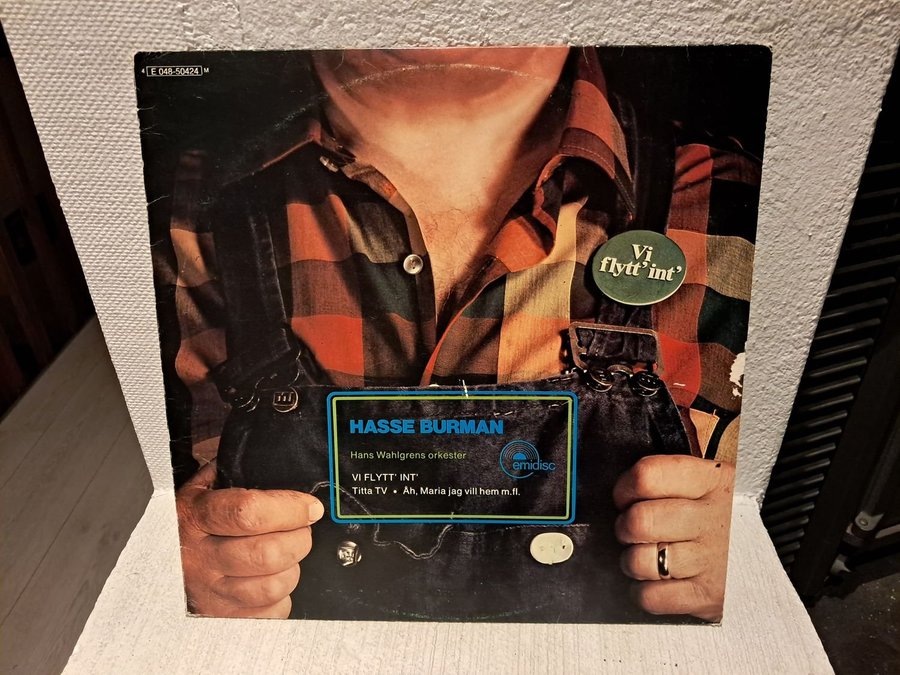 4 E 048-50424 M
Vi
flytt' int'
HASSE BURMAN
Hans Wahlgrens orkester
emidisc
VI FLYTT' INT'
Titta TV • Åh, Maria jag vill hem m.fl.